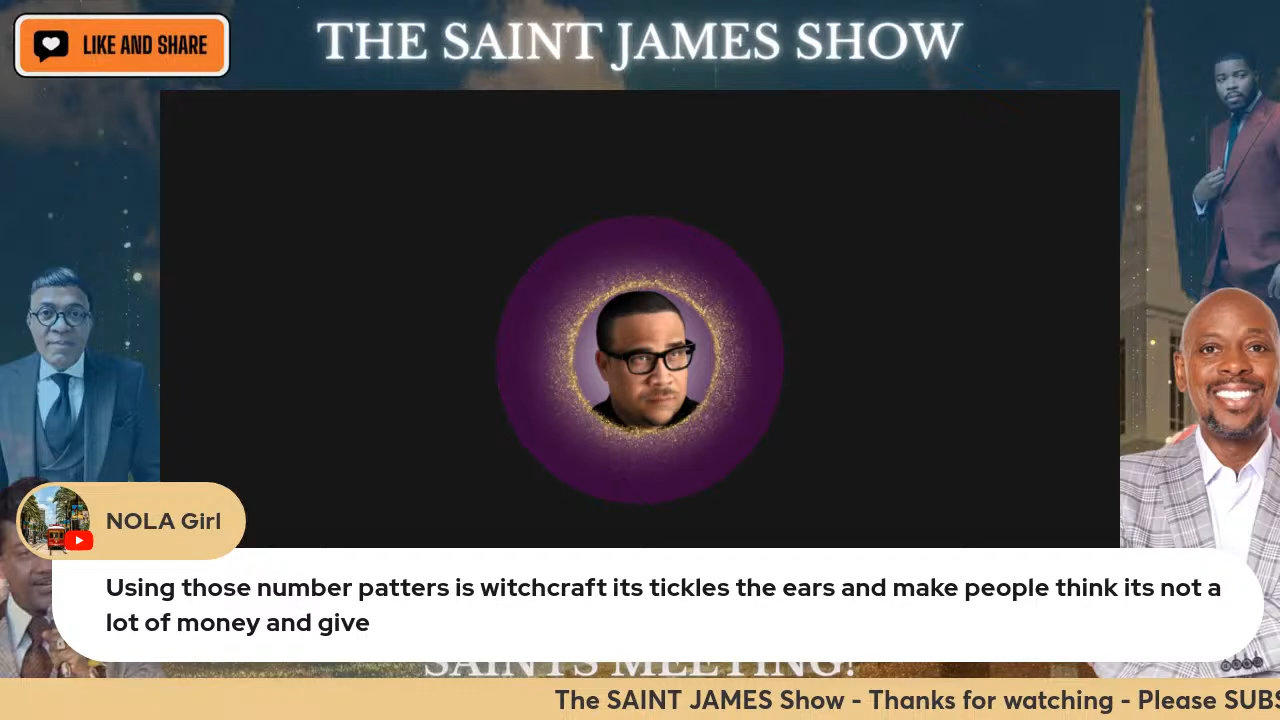 LIKE AND SHARE
THE SAINT JAMES SHOW
NOLA Girl
Using those number patters is witchcraft its tickles the ears and make people think its not a
lot of money and give
SAINTS MEETING!
The SAINT JAMES Show - Thanks for watching - Please SUBS